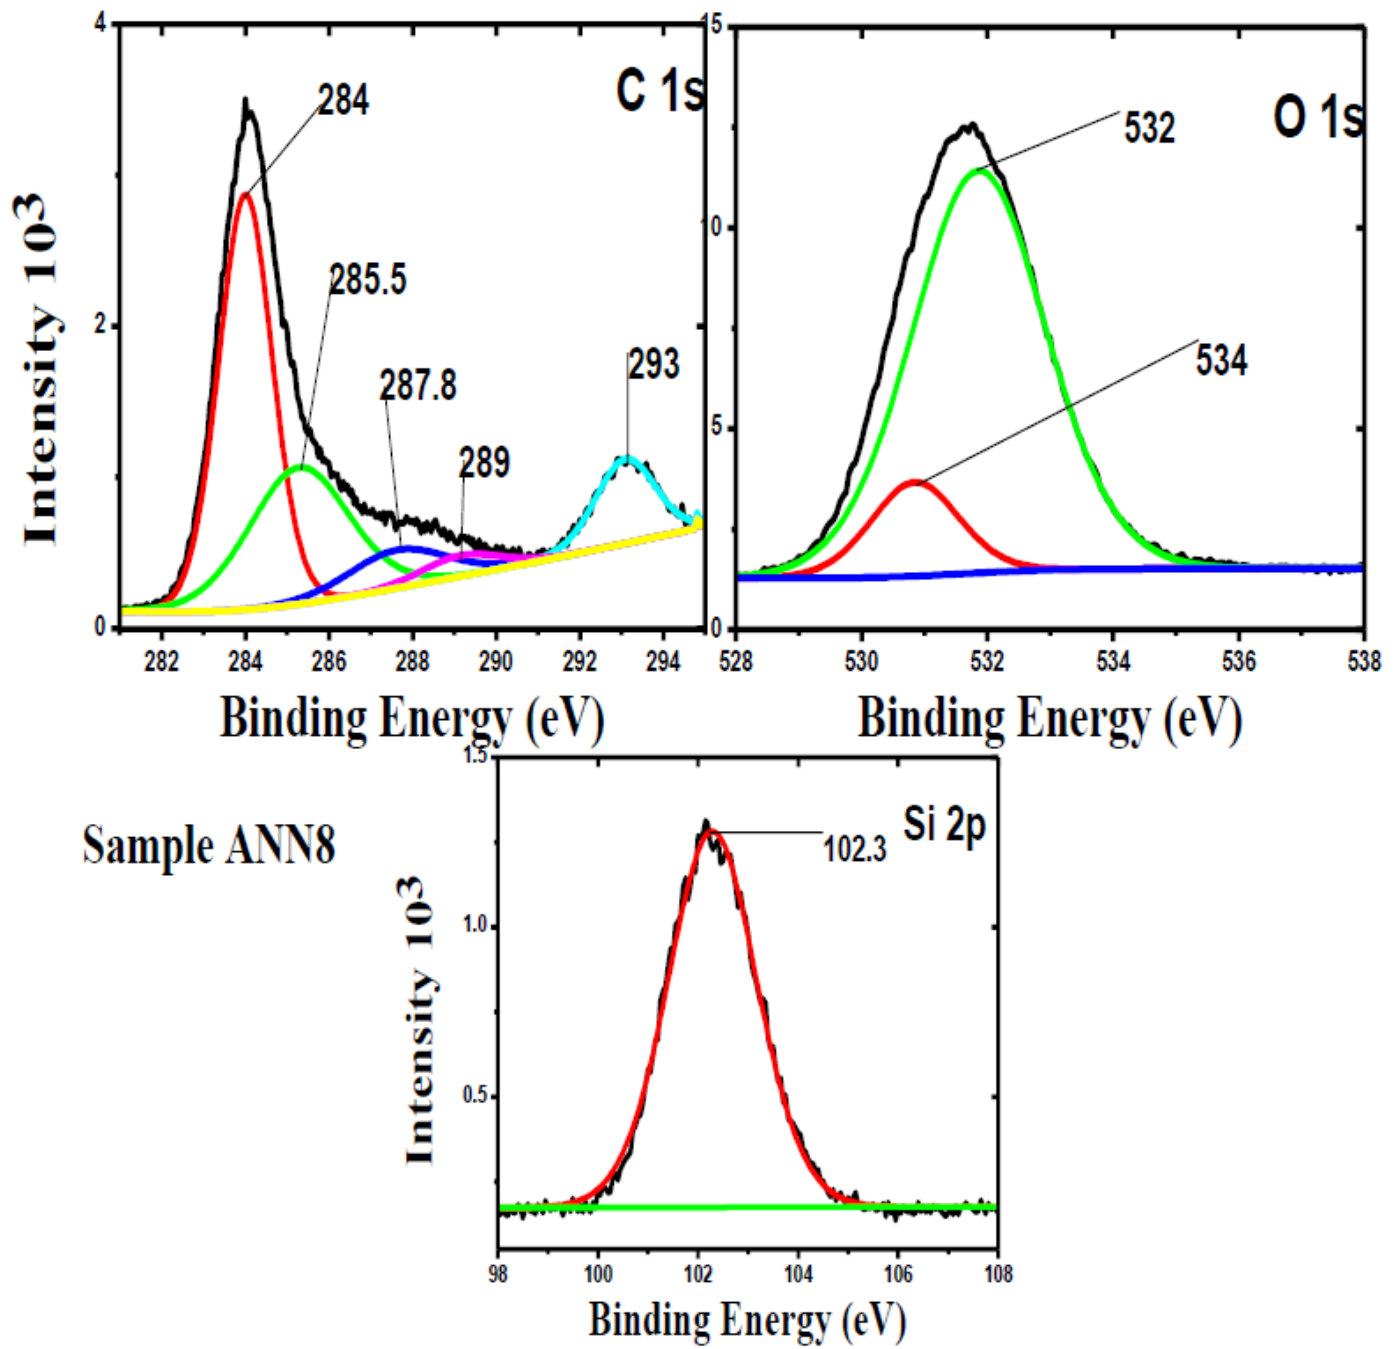 4
2
0
C 1s
284
285.5
287.8
289
293
Intensity 10³
282 284 286 288 290 292 294
Binding Energy (eV)
15
10
5
0
O 1s
532
534
528 530 532 534 536 538
Binding Energy (eV)
Sample ANN8
1.5
1.0
0.5
Si 2p
102.3
Intensity 10³
98 100 102 104 106 108
Binding Energy (eV)